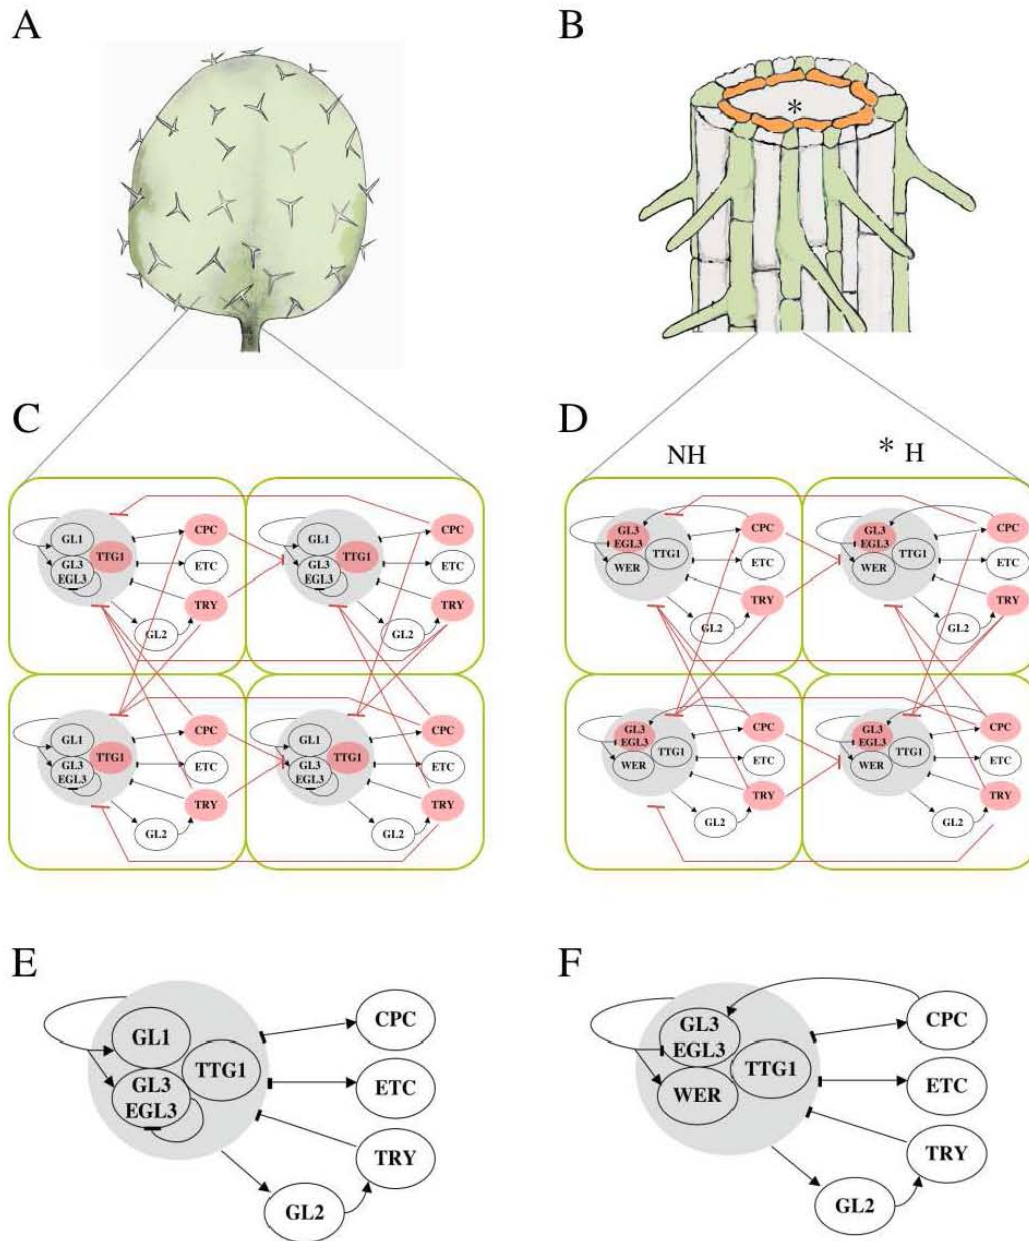 A
B
*
C
D
NH
* H
GL1
TTG1
GL3
EGL3
CPC
ETC
TRY
GL2
GL1
TTG1
GL3
EGL3
CPC
ETC
TRY
GL2
GL3
EGL3
TTG1
WER
CPC
ETC
TRY
GL2
GL3
EGL3
TTG1
WER
CPC
ETC
TRY
GL2
GL1
TTG1
GL3
EGL3
CPC
ETC
TRY
GL2
GL1
TTG1
GL3
EGL3
CPC
ETC
TRY
GL2
GL3
EGL3
TTG1
WER
CPC
ETC
TRY
GL2
GL3
EGL3
TTG1
WER
CPC
ETC
TRY
GL2
E
F
GL1
TTG1
GL3
EGL3
CPC
ETC
TRY
GL2
GL3
EGL3
TTG1
WER
CPC
ETC
TRY
GL2